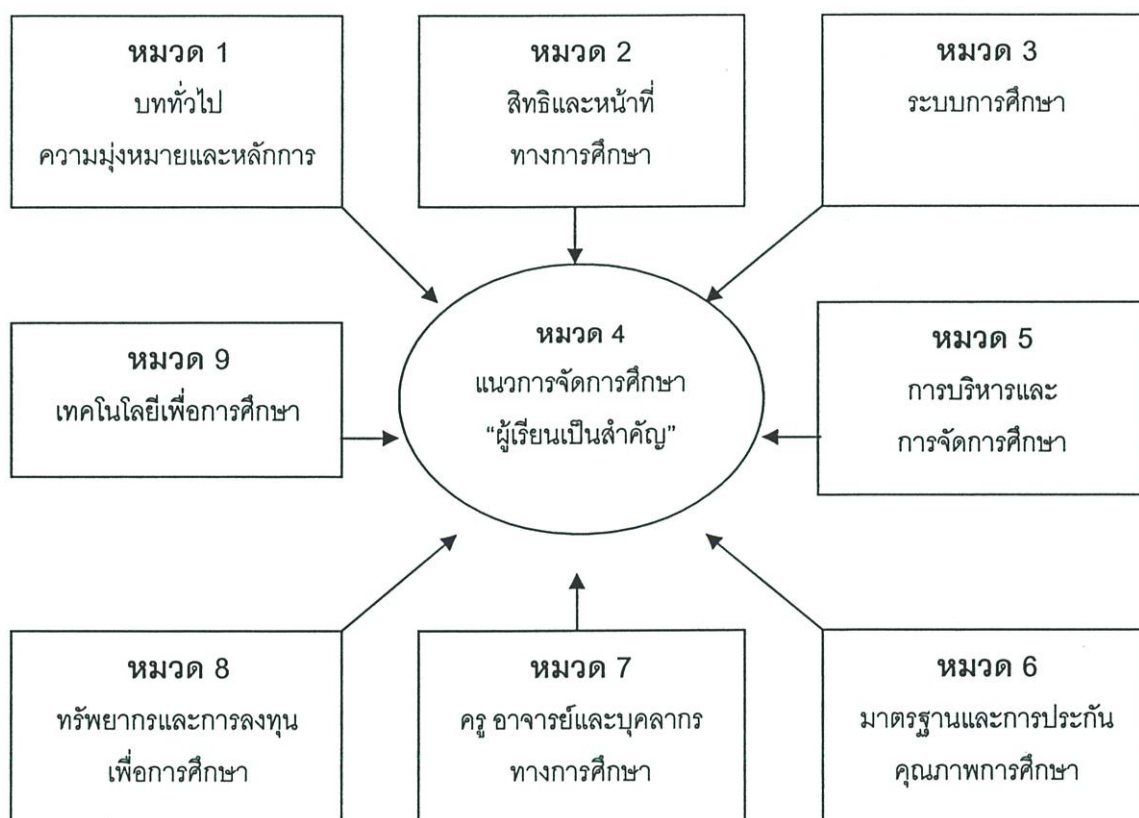 หมวด 1
บททั่วไป
ความมุ่งหมายและหลักการ
หมวด 2
สิทธิและหน้าที่
ทางการศึกษา
หมวด 3
ระบบการศึกษา
หมวด 9
เทคโนโลยีเพื่อการศึกษา
หมวด 4
แนวการจัดการศึกษา
“ผู้เรียนเป็นสำคัญ”
หมวด 5
การบริหารและ
การจัดการศึกษา
หมวด 8
ทรัพยากรและการลงทุน
เพื่อการศึกษา
หมวด 7
ครู อาจารย์และบุคลากร
ทางการศึกษา
หมวด 6
มาตรฐานและการประกัน
คุณภาพการศึกษา